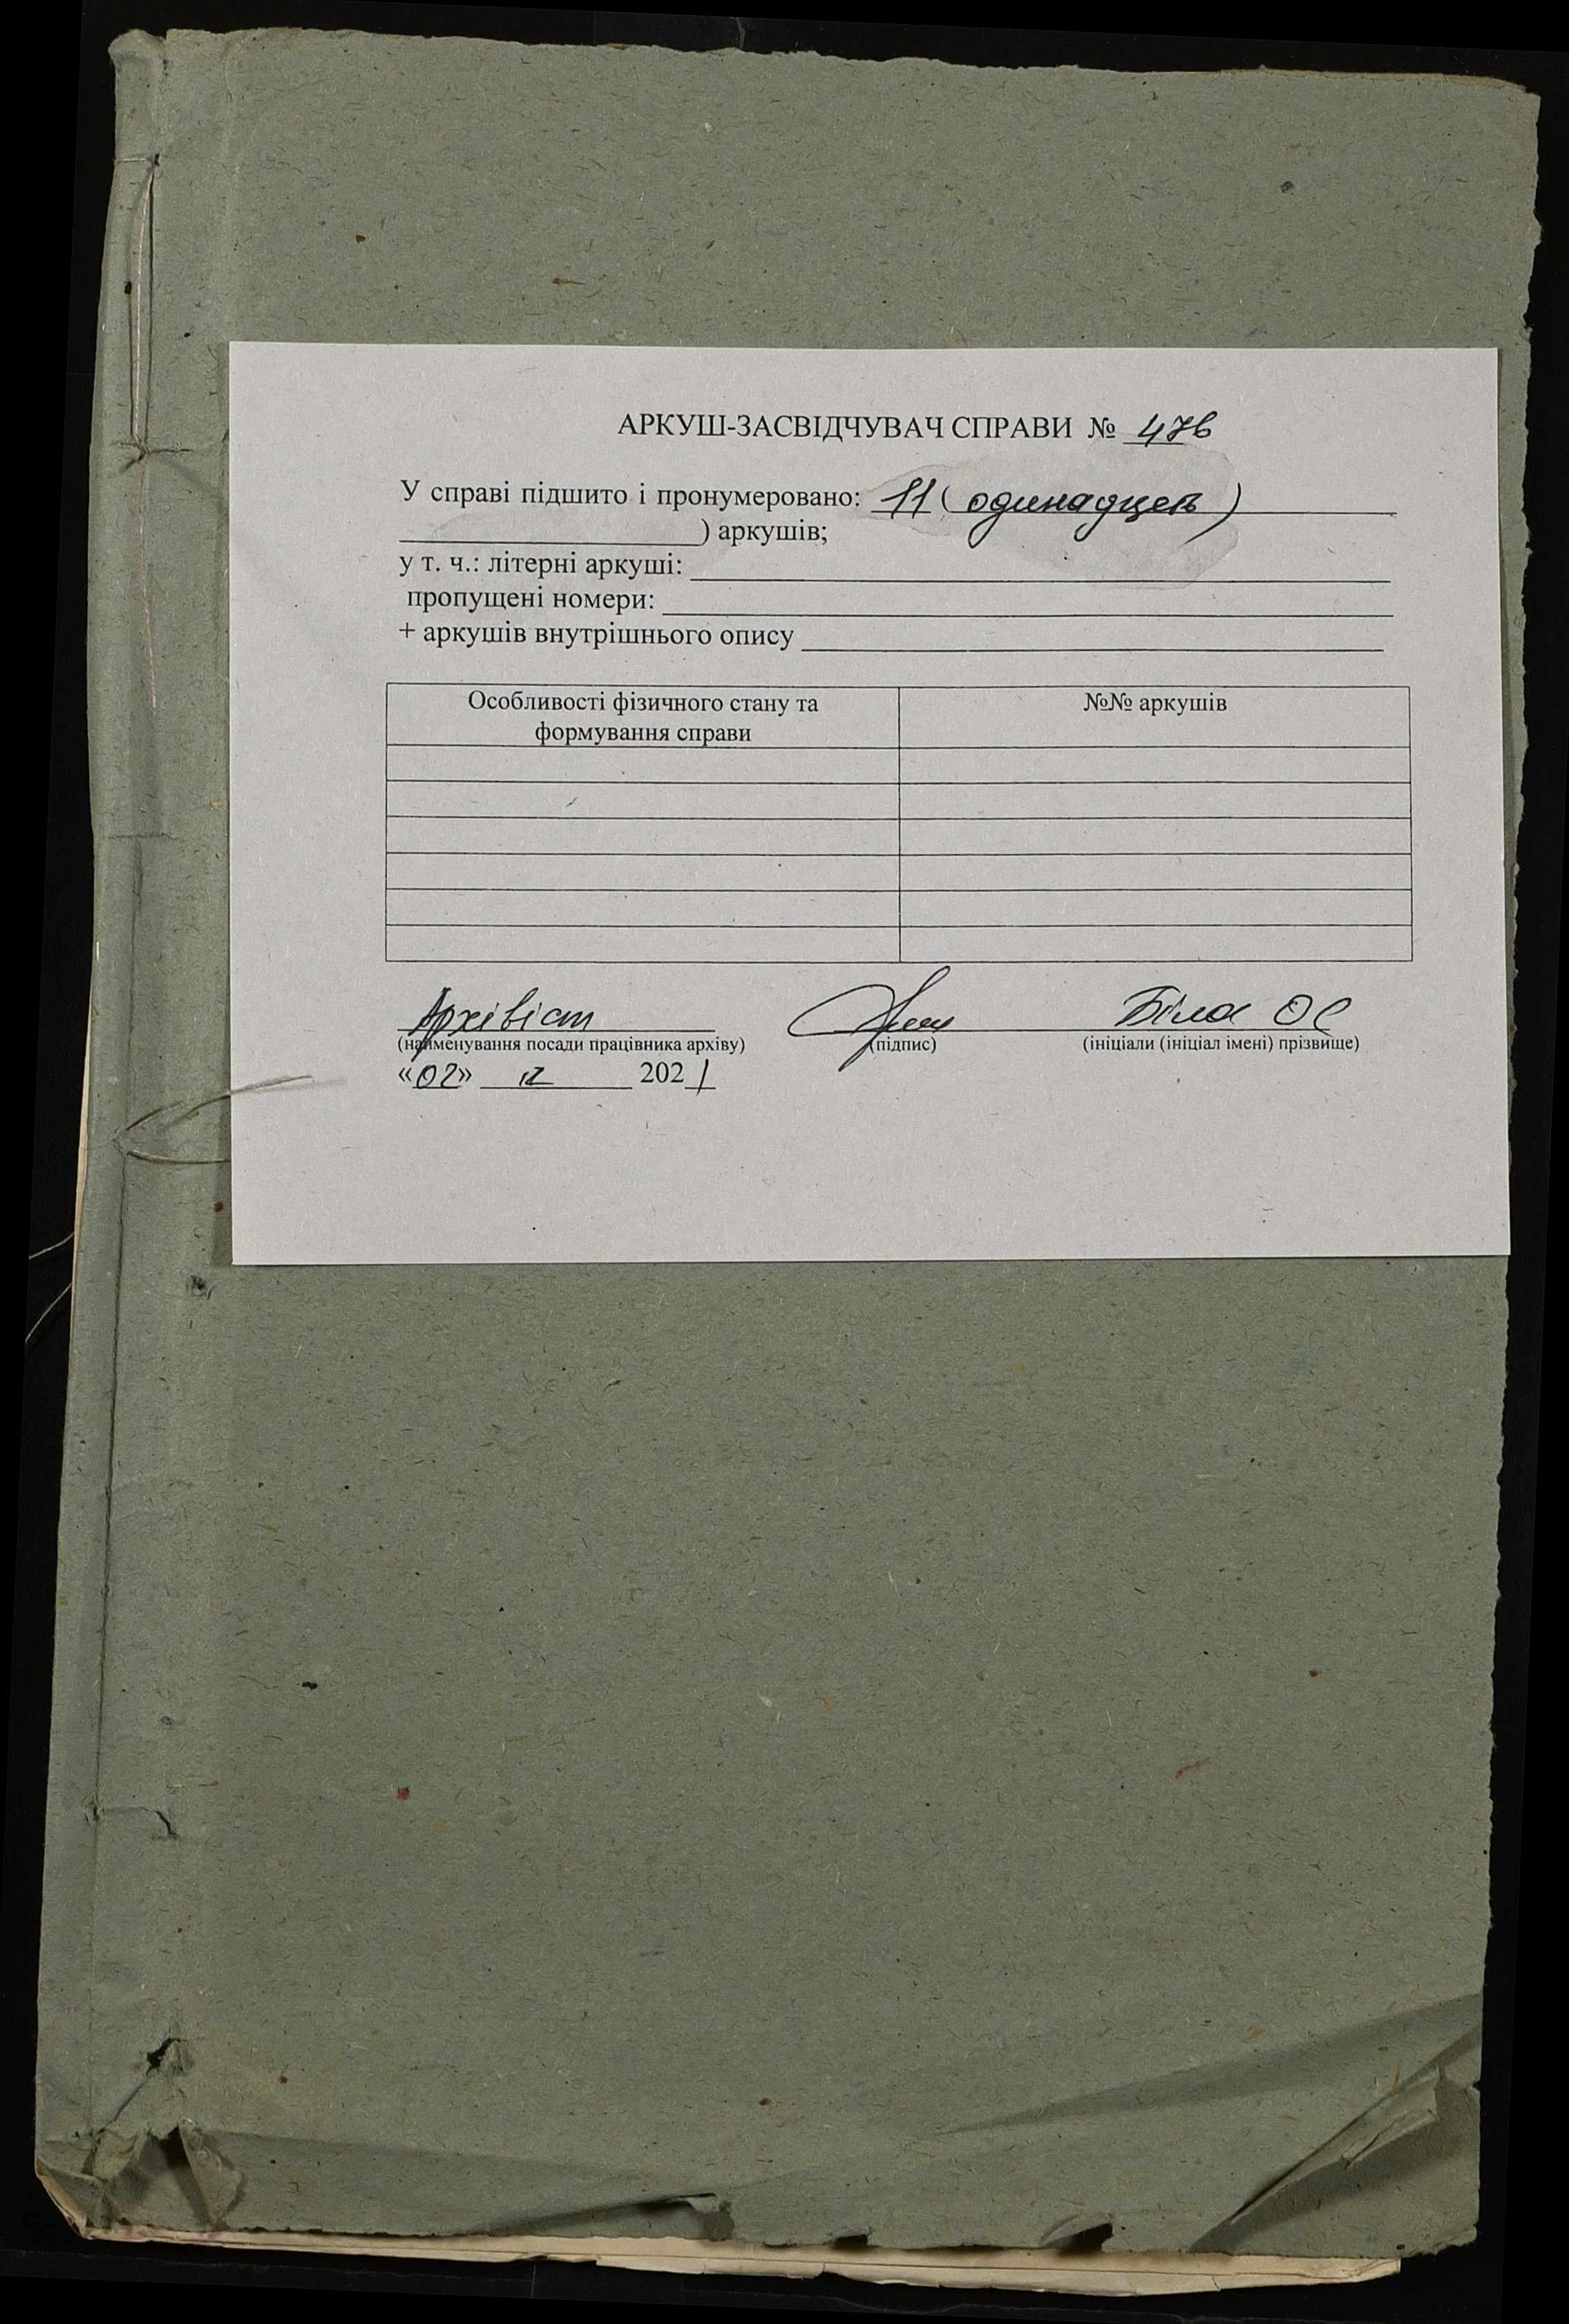 АРКУШ-ЗАСВІДЧУВАЧ СПРАВИ № 476
У справі підшито і пронумеровано: 11 ( одинадцять )
) аркушів;
у т. ч.: літерні аркуші:
пропущені номери:
+ аркушів внутрішнього опису
Особливості фізичного стану та формування справи
№№ аркушів
Архівіст Біла О С
(найменування посади працівника архіву) (підпис) (ініціали (ініціал імені) прізвище)
«02» 12 2021